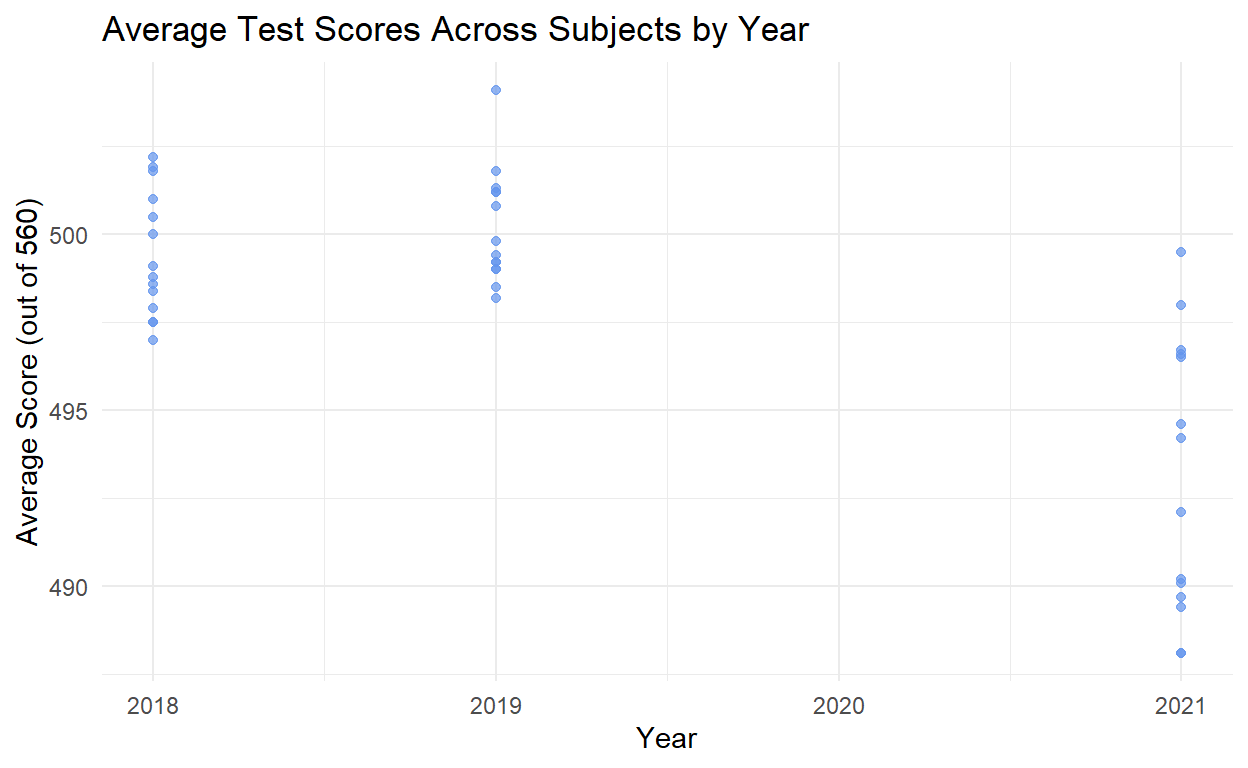 Average Test Scores Across Subjects by Year
Average Score (out of 560)
500
495
490
2018 2019 2020 2021
Year